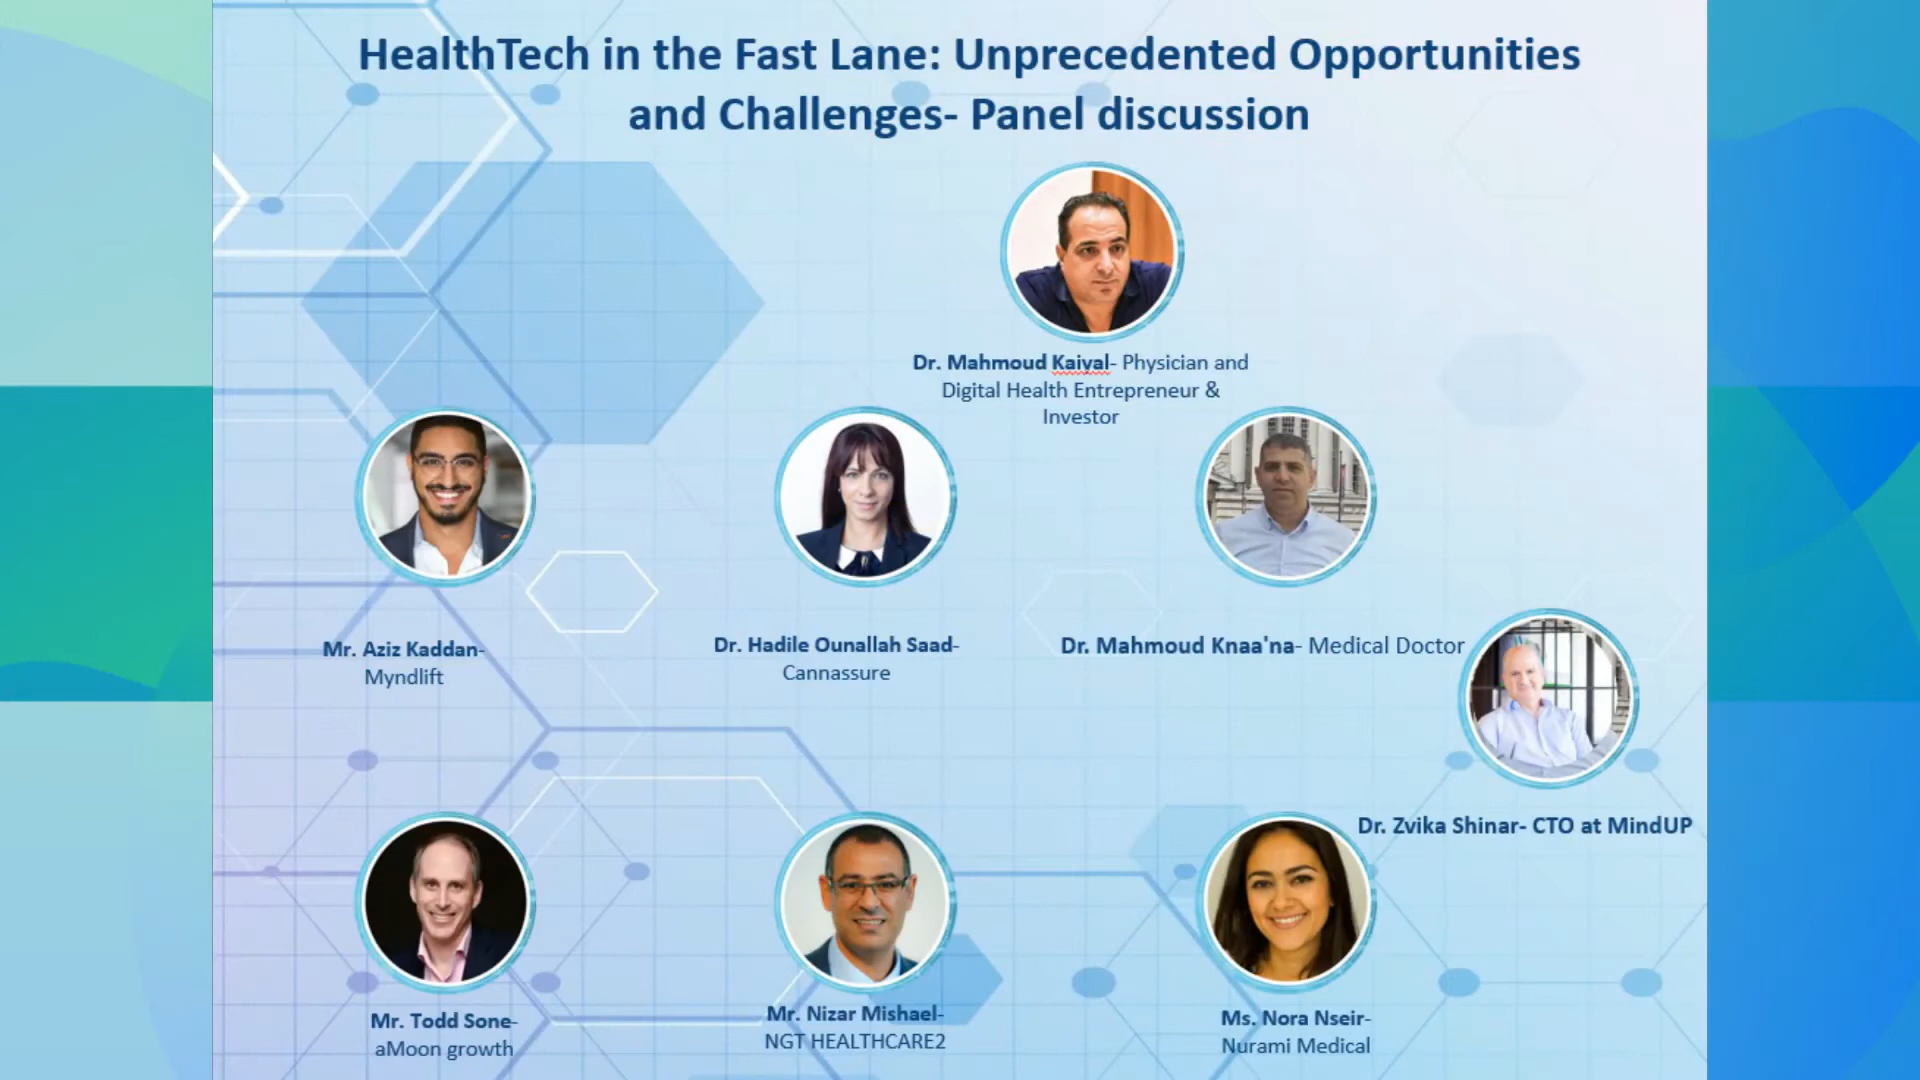 HealthTech in the Fast Lane: Unprecedented Opportunities
and Challenges- Panel discussion
Dr. Mahmoud Kaiyal- Physician and
Digital Health Entrepreneur &
Investor
Mr. Aziz Kaddan-
Myndlift
Dr. Hadile Ounallah Saad-
Cannassure
Dr. Mahmoud Knaa'na- Medical Doctor
Dr. Zvika Shinar- CTO at MindUP
Mr. Todd Sone-
aMoon growth
Mr. Nizar Mishael-
NGT HEALTHCARE2
Ms. Nora Nseir-
Nurami Medical